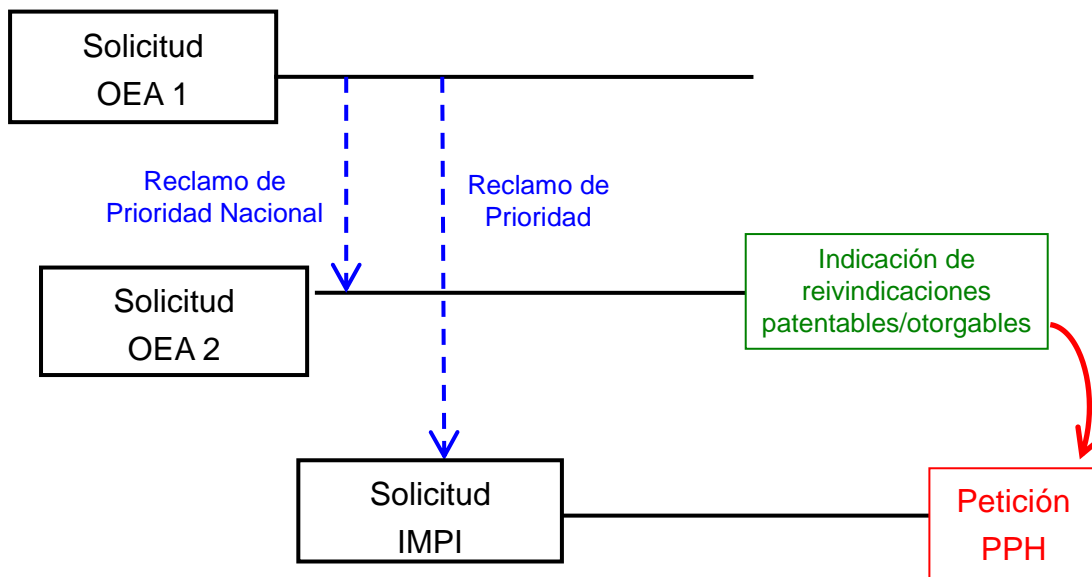 Solicitud
OEA 1
Reclamo de
Prioridad Nacional
Reclamo de
Prioridad
Solicitud
OEA 2
Indicación de
reivindicaciones
patentables/otorgables
Solicitud
IMPI
Petición
PPH